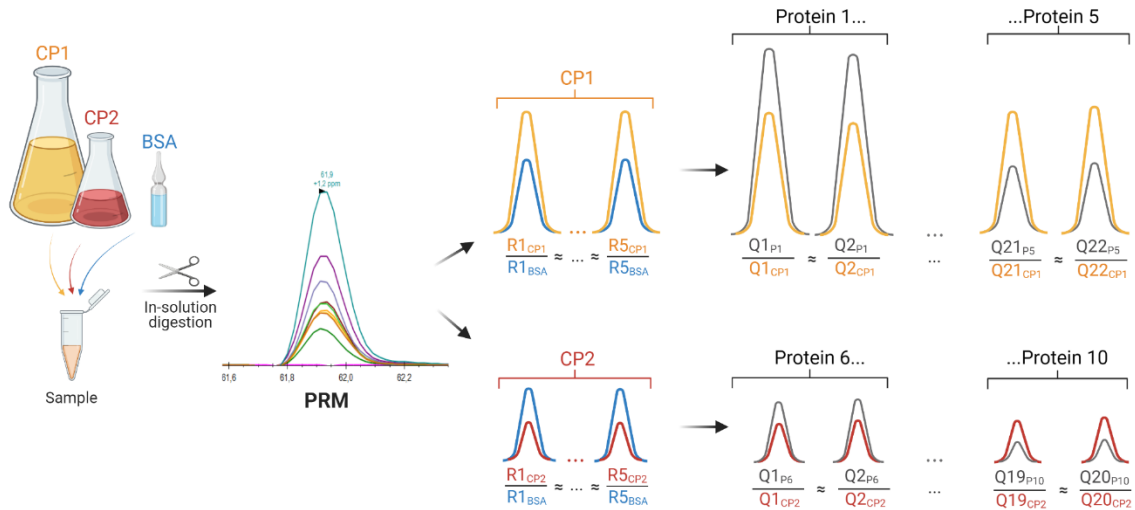 CP1
CP2
BSA
Sample
In-solution
digestion
61,9
+1,2 ppm
61,6 61,8 62,0 62,2
PRM
CP1
R1CP1 ≈ ... ≈ R5CP1
R1BSA R5BSA
...
Protein 1...
...Protein 5
Q1P1 ≈ Q2P1 ... Q21P5 ≈ Q22P5
Q1CP1 Q2CP1 Q21CP1 Q22CP1
...
CP2
R1CP2 ≈ ... ≈ R5CP2
R1BSA R5BSA
...
Protein 6...
...Protein 10
Q1P6 ≈ Q2P6 ... Q19P10 ≈ Q20P10
Q1CP2 Q2CP2 Q19CP2 Q20CP2
...